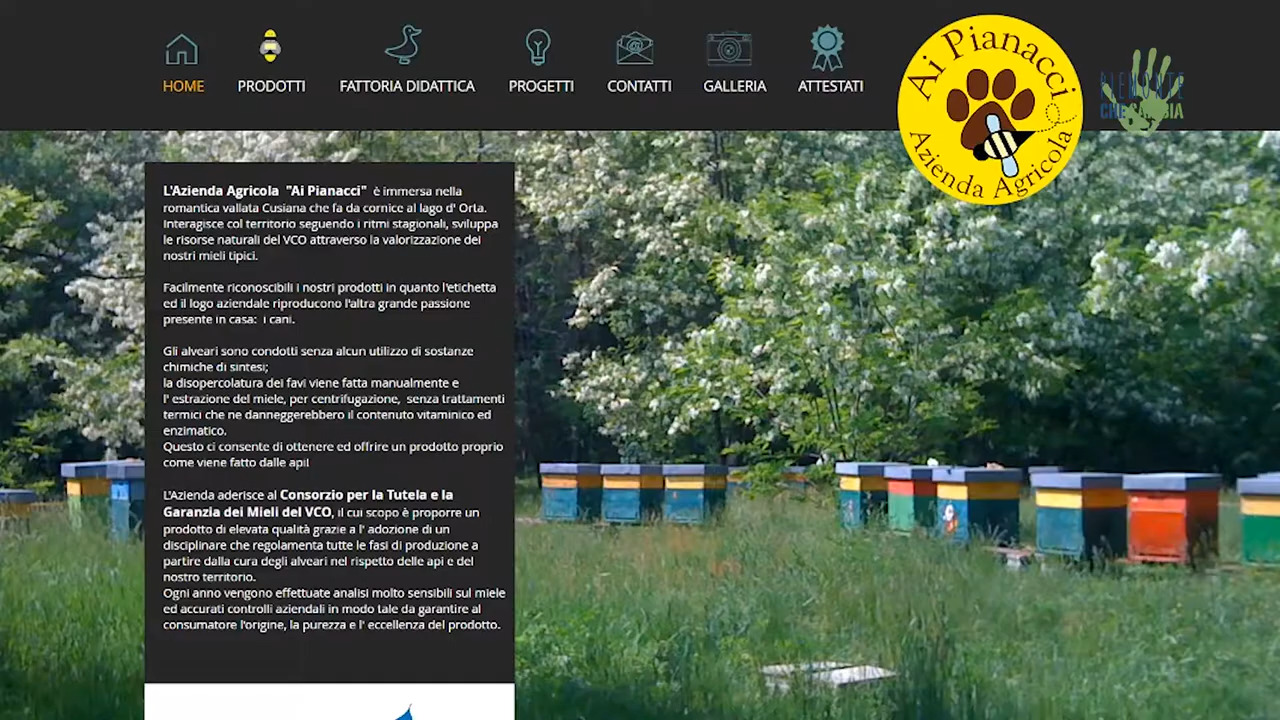 HOME
PRODOTTI
FATTORIA DIDATTICA
PROGETTI
CONTATTI
GALLERIA
ATTESTATI
Ai Pianacci
Azienda Agricola
PIEMONTE
CHE CAMBIA
L'Azienda Agricola "Ai Pianacci" è immersa nella
romantica vallata Cusiana che fa da cornice al lago d' Orta.
Interagisce col territorio seguendo i ritmi stagionali, sviluppa
le risorse naturali del VCO attraverso la valorizzazione dei
nostri mieli tipici.
Facilmente riconoscibili i nostri prodotti in quanto l'etichetta
ed il logo aziendale riproducono l'altra grande passione
presente in casa: i cani.
Gli alveari sono condotti senza alcun utilizzo di sostanze
chimiche di sintesi;
la disopercolatura dei favi viene fatta manualmente e
l' estrazione del miele, per centrifugazione, senza trattamenti
termici che ne danneggerebbero il contenuto vitaminico ed
enzimatico.
Questo ci consente di ottenere ed offrire un prodotto proprio
come viene fatto dalle api!
L'Azienda aderisce al Consorzio per la Tutela e la
Garanzia dei Mieli del VCO, il cui scopo è proporre un
prodotto di elevata qualità grazie a l' adozione di un
disciplinare che regolamenta tutte le fasi di produzione a
partire dalla cura degli alveari nel rispetto delle api e del
nostro territorio.
Ogni anno vengono effettuate analisi molto sensibili sul miele
ed accurati controlli aziendali in modo tale da garantire al
consumatore l'origine, la purezza e l' eccellenza del prodotto.